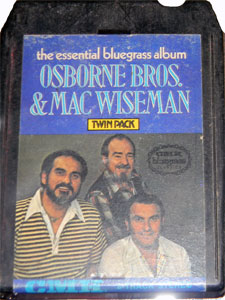 the essential bluegrass album
OSBORNE BROS.
& MAC WISEMAN
TWIN PACK
CMH